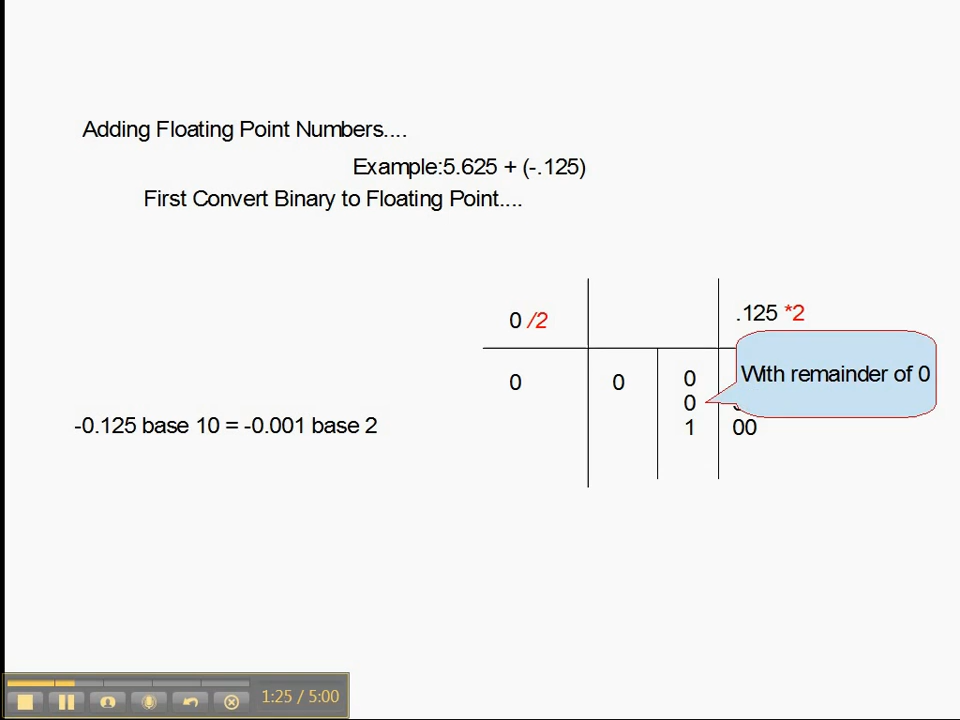 Adding Floating Point Numbers....
Example:5.625 + (-.125)
First Convert Binary to Floating Point....
0 /2
.125 *2
With remainder of 0
0 0 0
0
1 00
-0.125 base 10 = -0.001 base 2
1:25 / 5:00